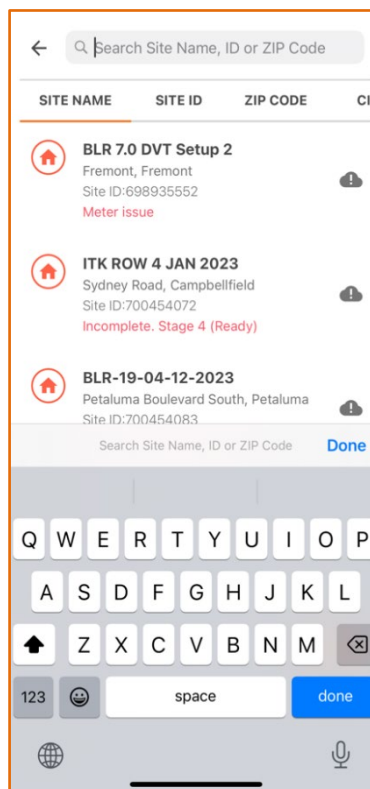 Search Site Name, ID or ZIP Code
SITE NAME SITE ID ZIP CODE CI
BLR 7.0 DVT Setup 2
Fremont, Fremont
Site ID:698935552
Meter issue
ITK ROW 4 JAN 2023
Sydney Road, Campbellfield
Site ID:700454072
Incomplete. Stage 4 (Ready)
BLR-19-04-12-2023
Petaluma Boulevard South, Petaluma
Site ID:700454083
Search Site Name, ID or ZIP Code Done
Q W E R T Y U I O P
A S D F G H J K L
Z X C V B N M
123 space done